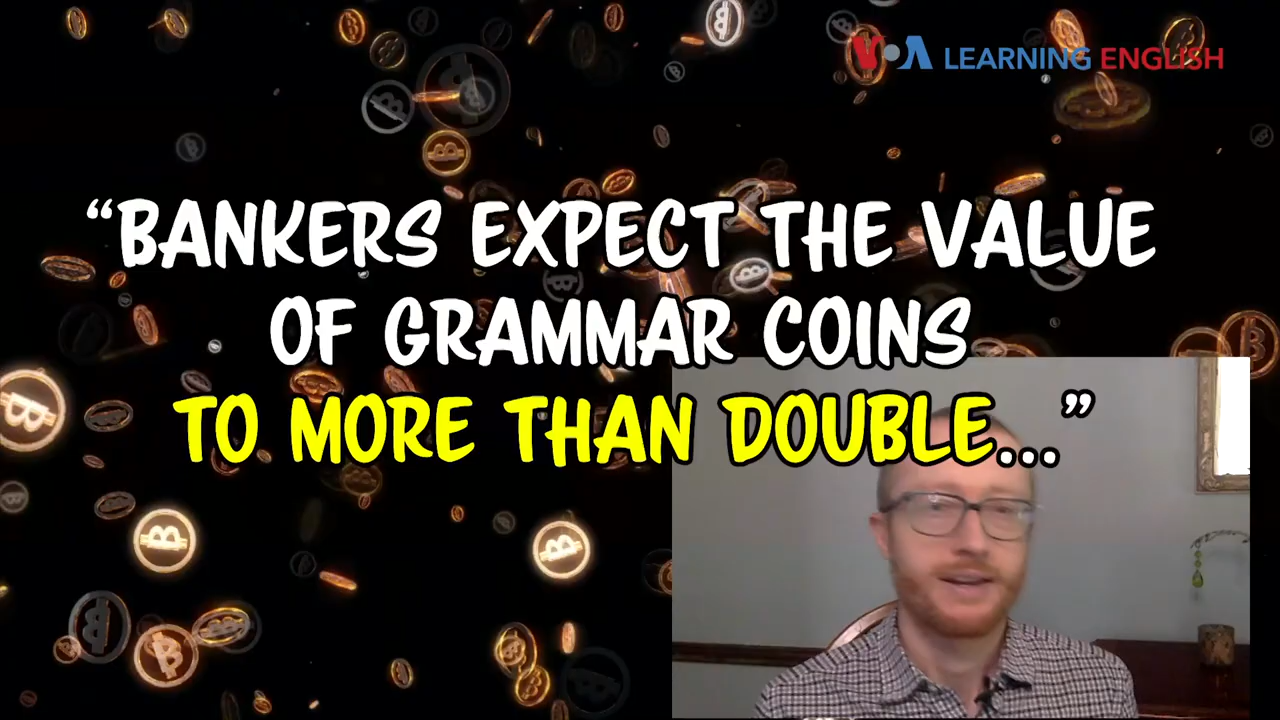 VOA LEARNING ENGLISH
“BANKERS EXPECT THE VALUE
OF GRAMMAR COINS
TO MORE THAN DOUBLE...”